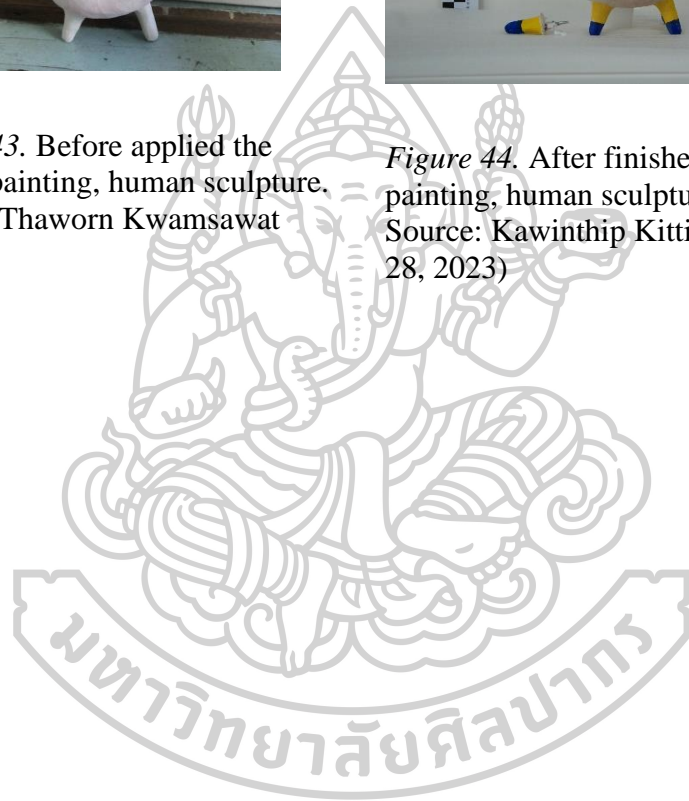 43. Before applied the
painting, human sculpture.
Thaworn Kwamsawat
Figure 44. After finishe
painting, human sculptu
Source: Kawinthip Kitti
28, 2023)
มหาวิทยาลัยศิลปากร